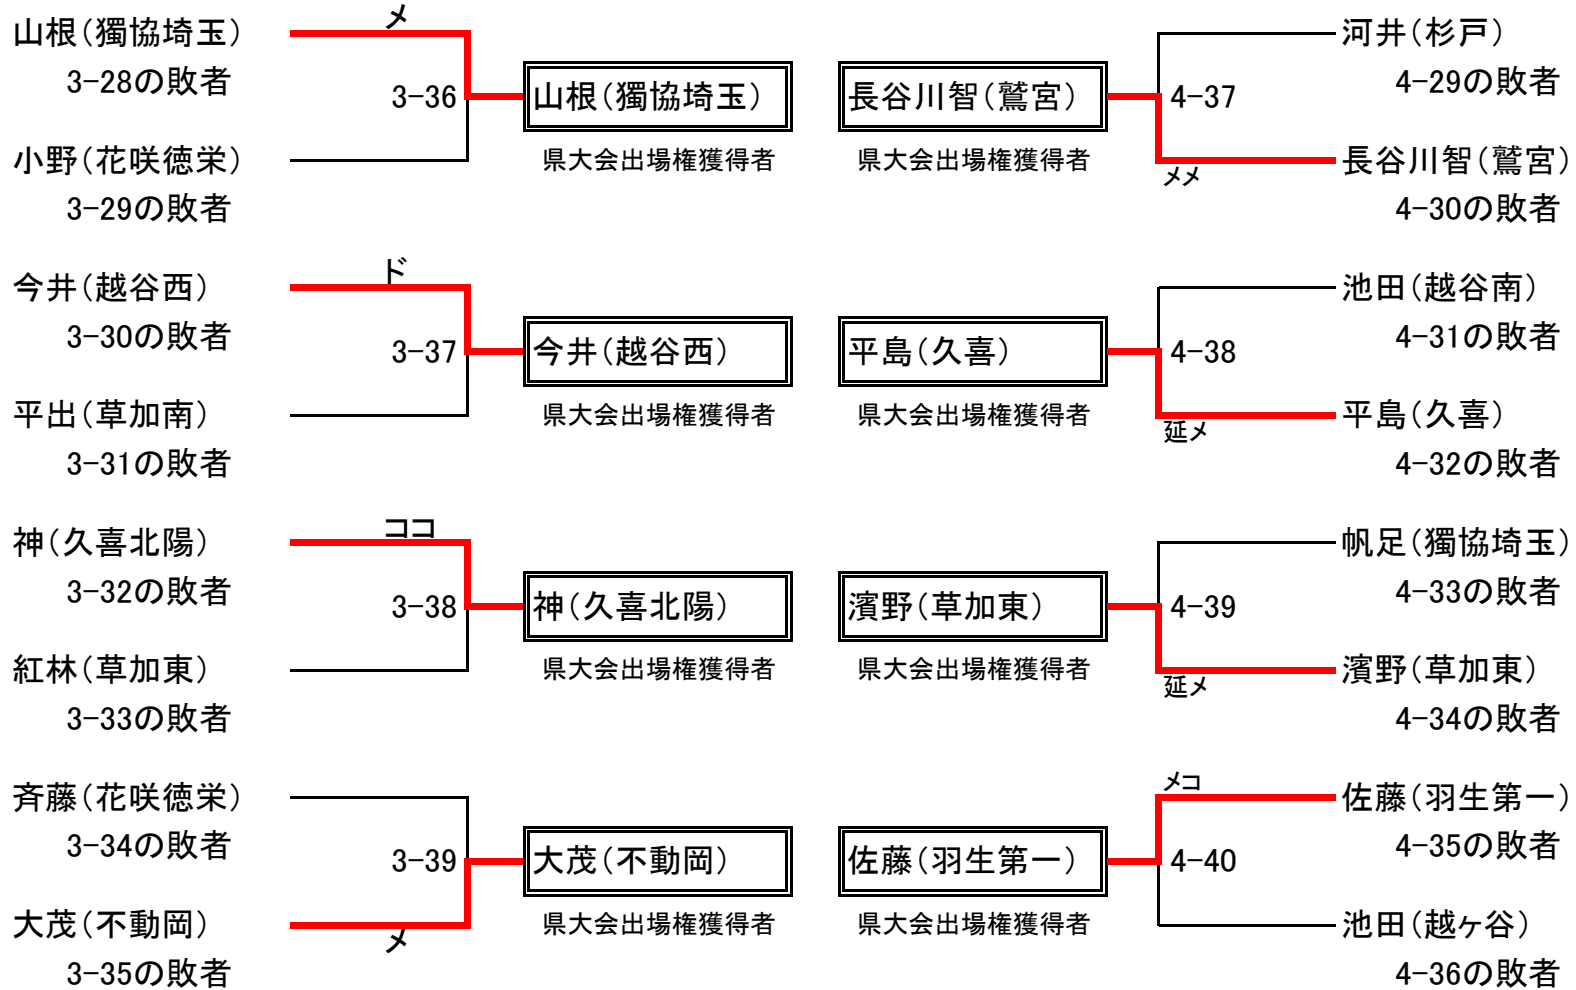 メ
山根（獨協埼玉）
3-28の敗者
3-36
山根（獨協埼玉）
県大会出場権獲得者
小野（花咲徳栄）
3-29の敗者
長谷川智（鷲宮）
県大会出場権獲得者
河井（杉戸）
4-29の敗者
4-37
長谷川智（鷲宮）
メメ
4-30の敗者
ド
今井（越谷西）
3-30の敗者
3-37
今井（越谷西）
県大会出場権獲得者
平出（草加南）
3-31の敗者
平島（久喜）
県大会出場権獲得者
池田（越谷南）
4-31の敗者
4-38
平島（久喜）
延メ
4-32の敗者
ココ
神（久喜北陽）
3-32の敗者
3-38
神（久喜北陽）
県大会出場権獲得者
紅林（草加東）
3-33の敗者
濱野（草加東）
県大会出場権獲得者
帆足（獨協埼玉）
4-33の敗者
4-39
濱野（草加東）
延メ
4-34の敗者
斉藤（花咲徳栄）
3-34の敗者
3-39
大茂（不動岡）
県大会出場権獲得者
大茂（不動岡）
メ
3-35の敗者
佐藤（羽生第一）
県大会出場権獲得者
メコ
佐藤（羽生第一）
4-35の敗者
4-40
池田（越ヶ谷）
4-36の敗者